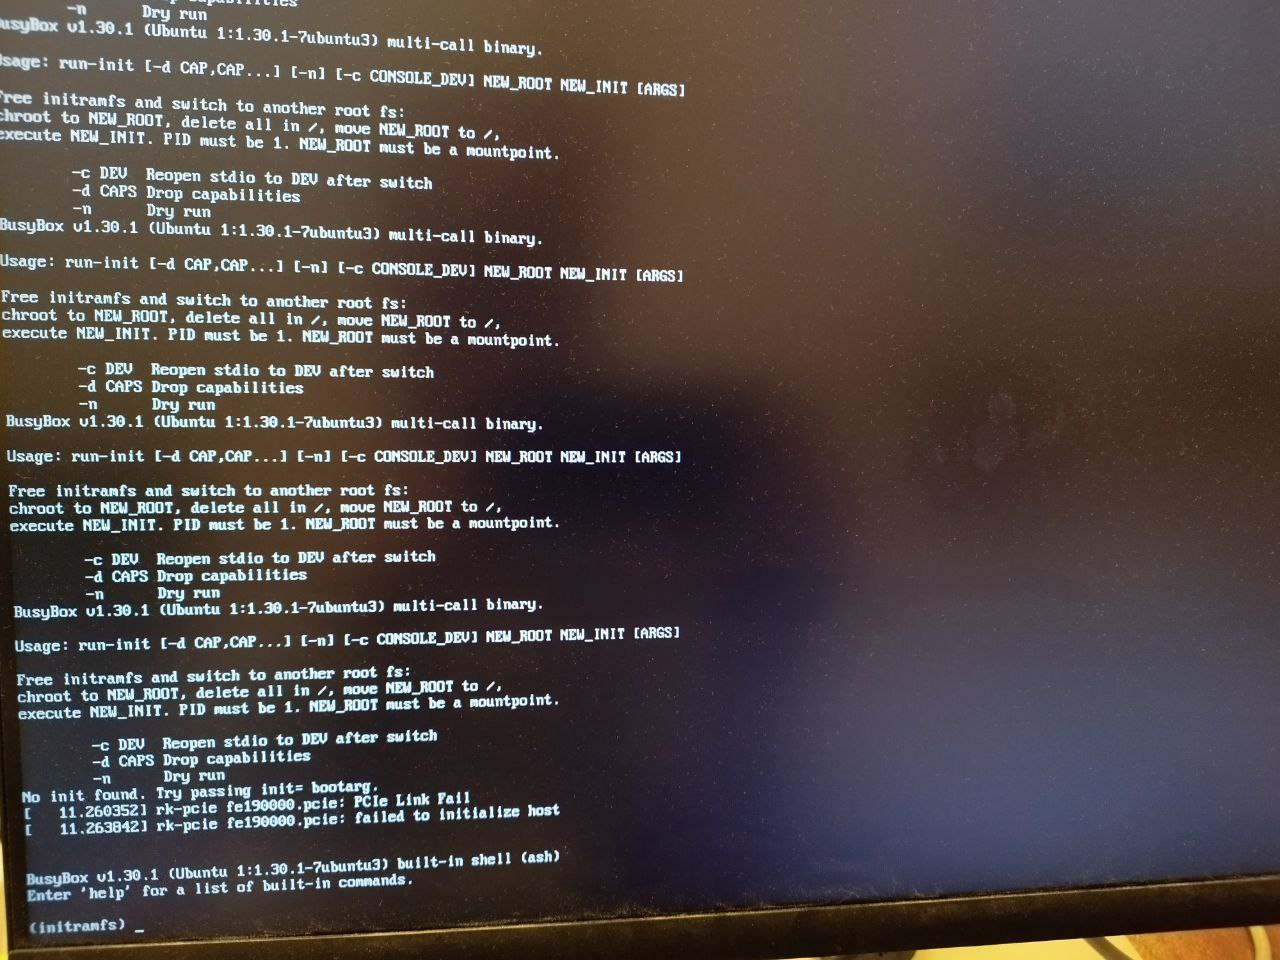 capabilities
-n Dry run
BusyBox v1.30.1 (Ubuntu 1:1.30.1-7ubuntu3) multi-call binary.
Usage: run-init [-d CAP,CAP...] [-n] [-c CONSOLE_DEV] NEW_ROOT NEW_INIT [ARGS]
Free initramfs and switch to another root fs:
chroot to NEW_ROOT, delete all in /, move NEW_ROOT to /,
execute NEW_INIT. PID must be 1. NEW_ROOT must be a mountpoint.
-c DEV Reopen stdio to DEV after switch
-d CAPS Drop capabilities
-n Dry run
BusyBox v1.30.1 (Ubuntu 1:1.30.1-7ubuntu3) multi-call binary.
Usage: run-init [-d CAP,CAP...] [-n] [-c CONSOLE_DEV] NEW_ROOT NEW_INIT [ARGS]
Free initramfs and switch to another root fs:
chroot to NEW_ROOT, delete all in /, move NEW_ROOT to /,
execute NEW_INIT. PID must be 1. NEW_ROOT must be a mountpoint.
-c DEV Reopen stdio to DEV after switch
-d CAPS Drop capabilities
-n Dry run
BusyBox v1.30.1 (Ubuntu 1:1.30.1-7ubuntu3) multi-call binary.
Usage: run-init [-d CAP,CAP...] [-n] [-c CONSOLE_DEV] NEW_ROOT NEW_INIT [ARGS]
Free initramfs and switch to another root fs:
chroot to NEW_ROOT, delete all in /, move NEW_ROOT to /,
execute NEW_INIT. PID must be 1. NEW_ROOT must be a mountpoint.
-c DEV Reopen stdio to DEV after switch
-d CAPS Drop capabilities
-n Dry run
BusyBox v1.30.1 (Ubuntu 1:1.30.1-7ubuntu3) multi-call binary.
Usage: run-init [-d CAP,CAP...] [-n] [-c CONSOLE_DEV] NEW_ROOT NEW_INIT [ARGS]
Free initramfs and switch to another root fs:
chroot to NEW_ROOT, delete all in /, move NEW_ROOT to /,
execute NEW_INIT. PID must be 1. NEW_ROOT must be a mountpoint.
-c DEV Reopen stdio to DEV after switch
-d CAPS Drop capabilities
-n Dry run
No init found. Try passing init= bootarg.
[ 11.260352] rk-pcie fe190000.pcie: PCIe Link Fail
[ 11.263842] rk-pcie fe190000.pcie: failed to initialize host
BusyBox v1.30.1 (Ubuntu 1:1.30.1-7ubuntu3) built-in shell (ash)
Enter 'help' for a list of built-in commands.
(initramfs) _